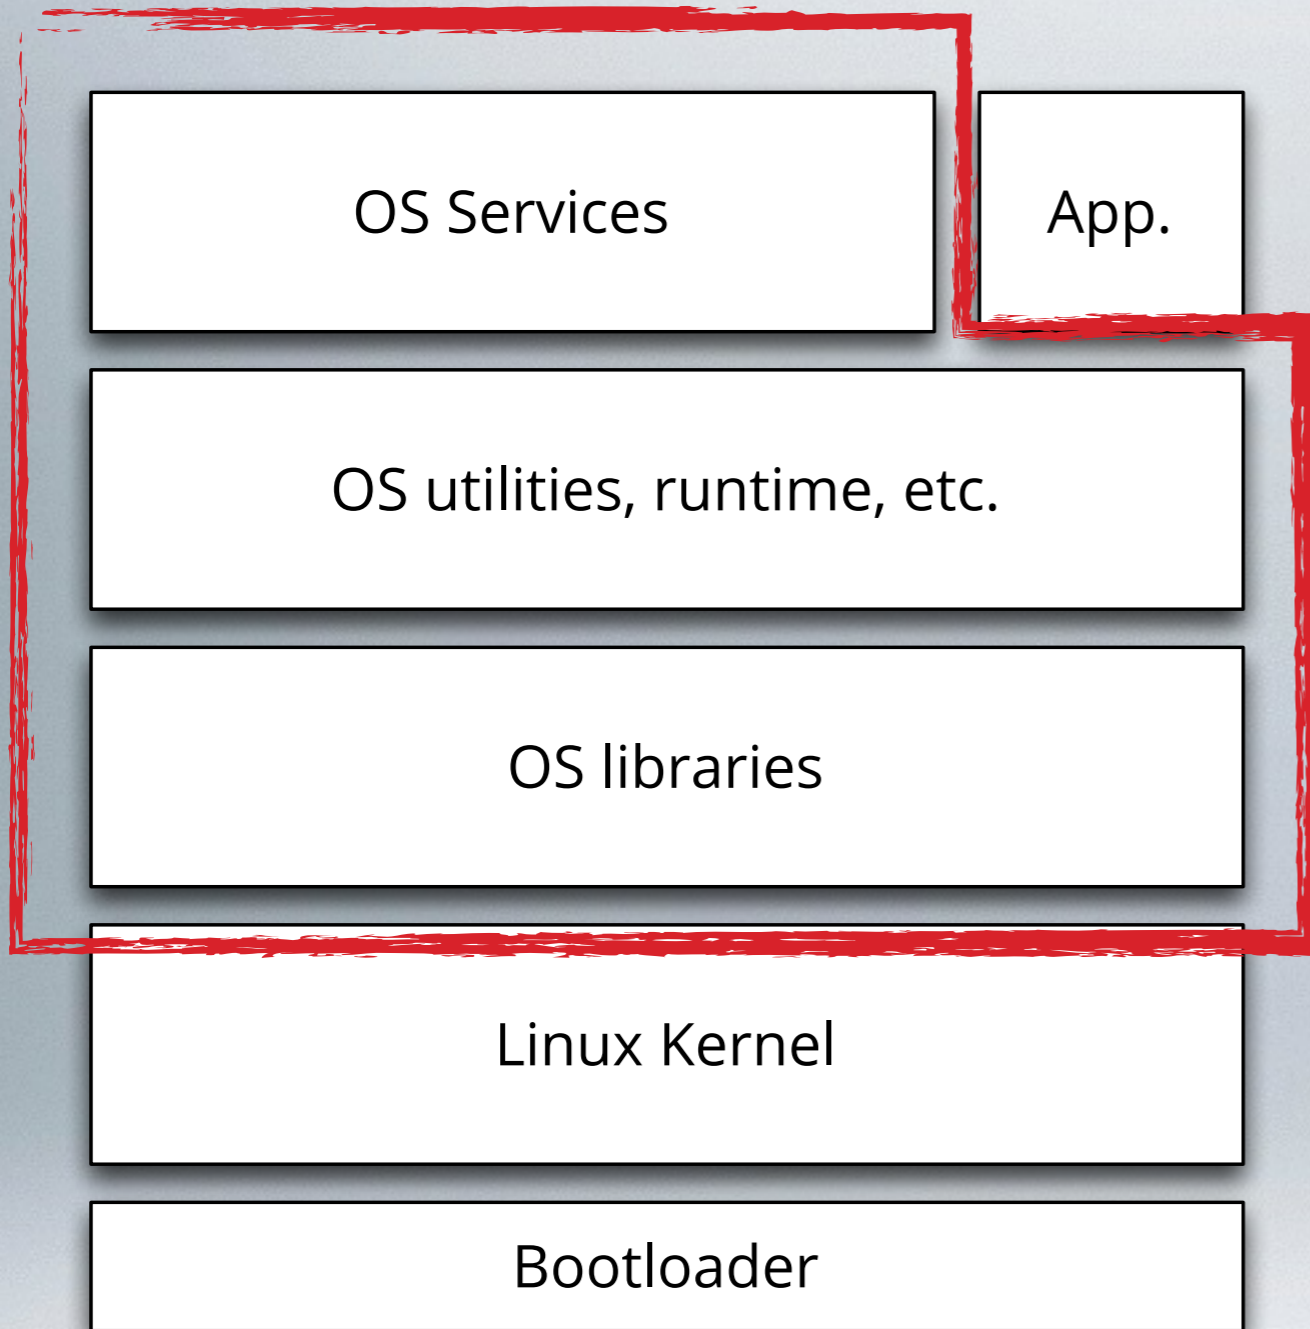 OS Services
App.
OS utilities, runtime, etc.
OS libraries
Linux Kernel
Bootloader